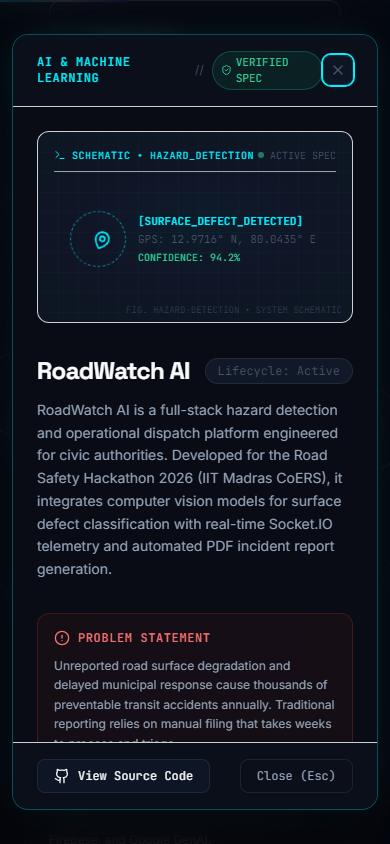 AI & MACHINE LEARNING
// VERIFIED SPEC
SCHEMATIC • HAZARD_DETECTION
ACTIVE SPEC
[SURFACE_DEFECT_DETECTED]
GPS: 12.9716° N, 80.0435° E
CONFIDENCE: 94.2%
FIG. HAZARD-DETECTION • SYSTEM SCHEMATIC
RoadWatch AI
Lifecycle: Active
RoadWatch AI is a full-stack hazard detection
and operational dispatch platform engineered
for civic authorities. Developed for the Road
Safety Hackathon 2026 (IIT Madras CoERS), it
integrates computer vision models for surface
defect classification with real-time Socket.IO
telemetry and automated PDF incident report
generation.
PROBLEM STATEMENT
Unreported road surface degradation and
delayed municipal response cause thousands of
preventable transit accidents annually. Traditional
reporting relies on manual filing that takes weeks
to process and triage.
View Source Code
Close (Esc)